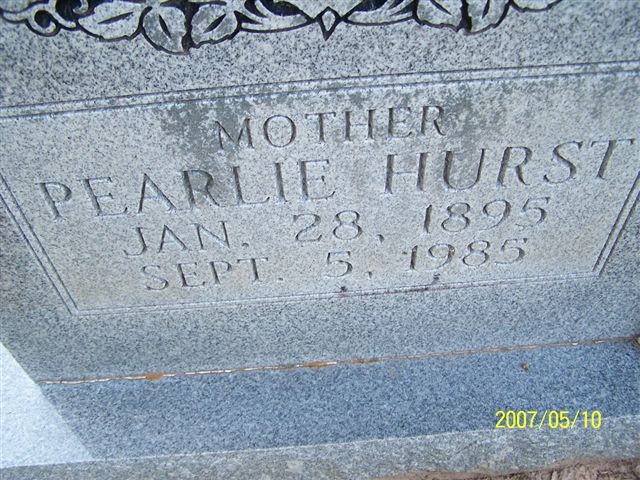 MOTHER
PEARLIE HURST
JAN. 28, 1895
SEPT. 5, 1985
2007/05/10